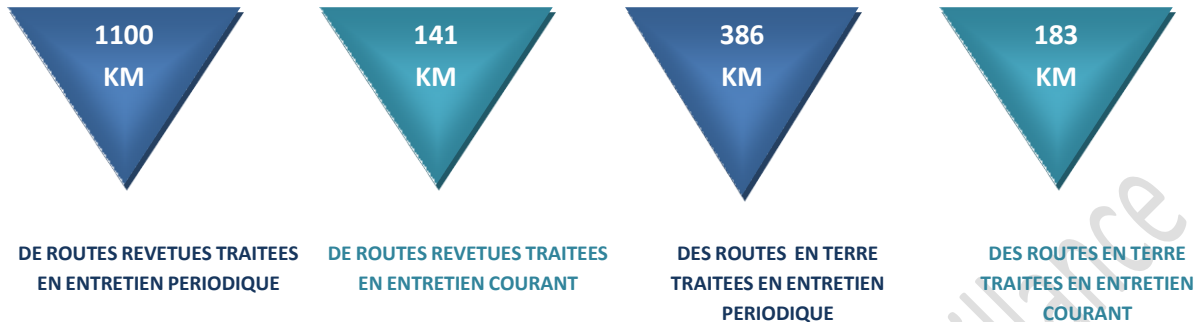 1100
KM
141
KM
386
KM
183
KM
DE ROUTES REVETUES TRAITEES
EN ENTRETIEN PERIODIQUE
DE ROUTES REVETUES TRAITEES
EN ENTRETIEN COURANT
DES ROUTES EN TERRE
TRAITEES EN ENTRETIEN
PERIODIQUE
DES ROUTES EN TERRE
TRAITEES EN ENTRETIEN
COURANT